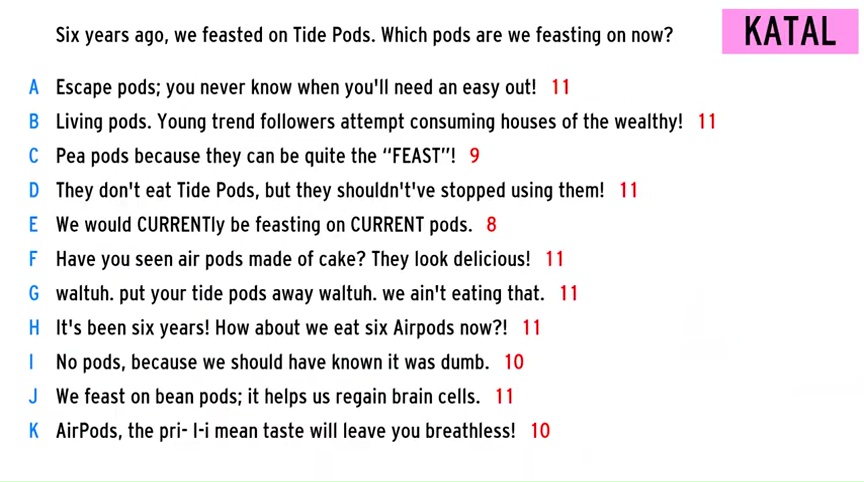 Six years ago, we feasted on Tide Pods. Which pods are we feasting on now?
KATAL
A Escape pods; you never know when you'll need an easy out! 11
B Living pods. Young trend followers attempt consuming houses of the wealthy! 11
C Pea pods because they can be quite the “FEAST”! 9
D They don't eat Tide Pods, but they shouldn't've stopped using them! 11
E We would CURRENTly be feasting on CURRENT pods. 8
F Have you seen air pods made of cake? They look delicious! 11
G waltuh. put your tide pods away waltuh. we ain't eating that. 11
H It's been six years! How about we eat six Airpods now?! 11
I No pods, because we should have known it was dumb. 10
J We feast on bean pods; it helps us regain brain cells. 11
K AirPods, the pri- I-i mean taste will leave you breathless! 10